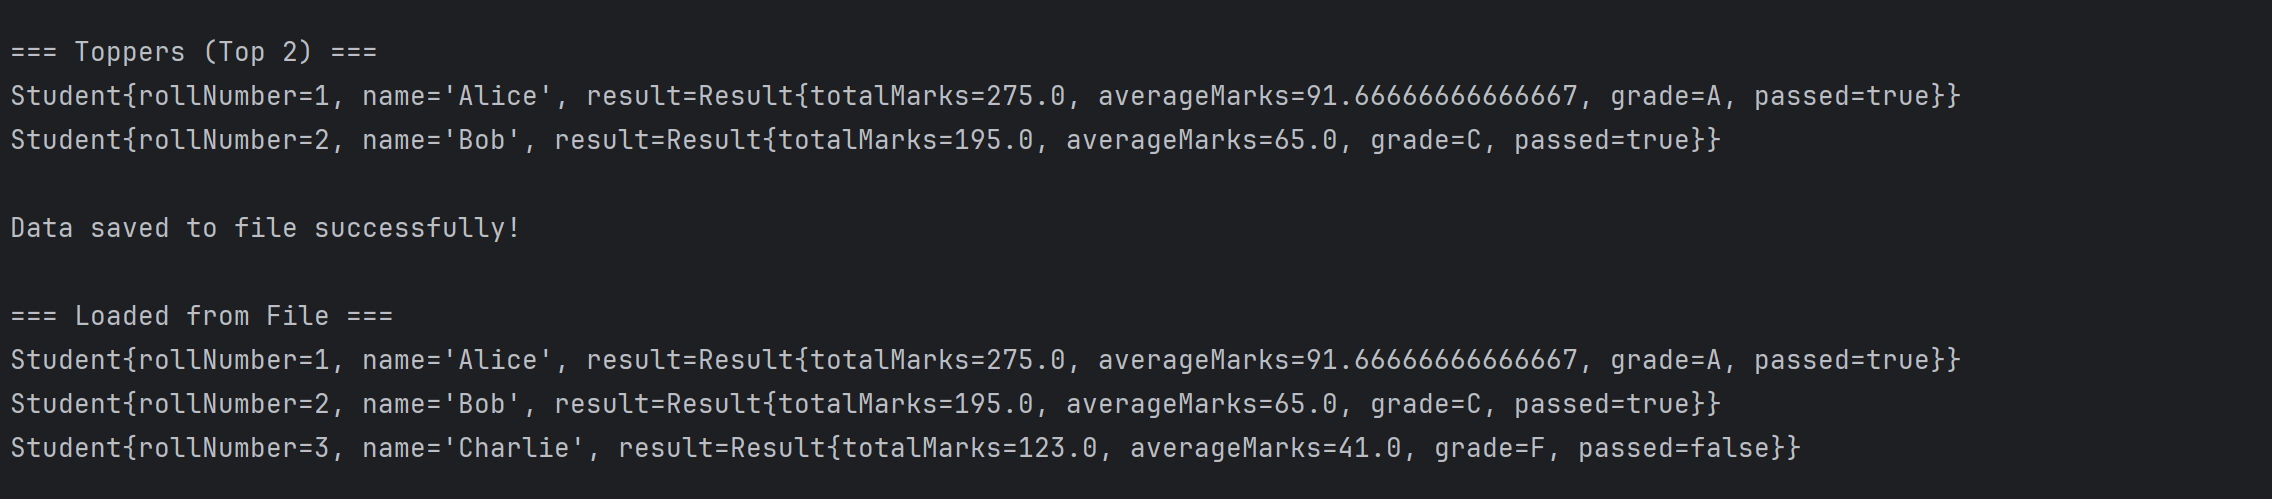 === Toppers (Top 2) ===
Student{rollNumber=1, name='Alice', result=Result{totalMarks=275.0, averageMarks=91.66666666666667, grade=A, passed=true}}
Student{rollNumber=2, name='Bob', result=Result{totalMarks=195.0, averageMarks=65.0, grade=C, passed=true}}
Data saved to file successfully!
=== Loaded from File ===
Student{rollNumber=1, name='Alice', result=Result{totalMarks=275.0, averageMarks=91.66666666666667, grade=A, passed=true}}
Student{rollNumber=2, name='Bob', result=Result{totalMarks=195.0, averageMarks=65.0, grade=C, passed=true}}
Student{rollNumber=3, name='Charlie', result=Result{totalMarks=123.0, averageMarks=41.0, grade=F, passed=false}}